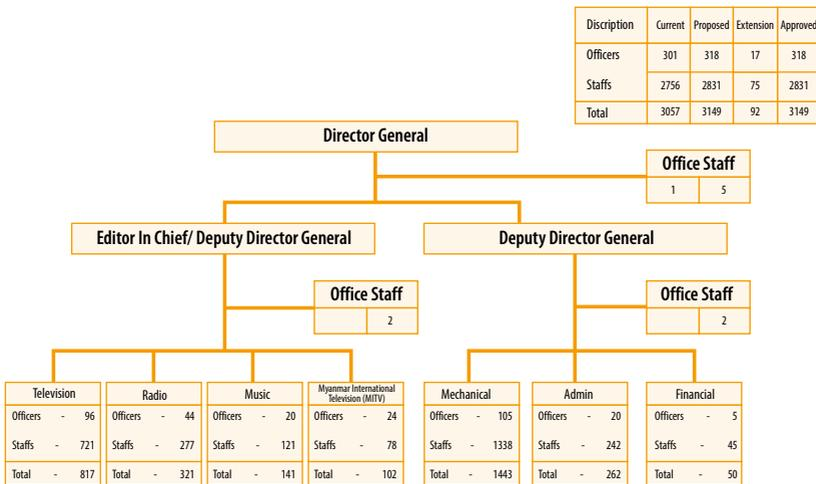 Discription Current Proposed Extension Approved
Officers 301 318 17 318
Staffs 2756 2831 75 2831
Total 3057 3149 92 3149
Director General
Office Staff
1 5
Editor In Chief/ Deputy Director General
Deputy Director General
Office Staff
2
Office Staff
2
Television
Officers - 96
Staffs - 721
Total - 817
Radio
Officers - 44
Staffs - 277
Total - 321
Music
Officers - 20
Staffs - 121
Total - 141
Myanmar International
Television (MITV)
Officers - 24
Staffs - 78
Total - 102
Mechanical
Officers - 105
Staffs - 1338
Total - 1443
Admin
Officers - 20
Staffs - 242
Total - 262
Financial
Officers - 5
Staffs - 45
Total - 50